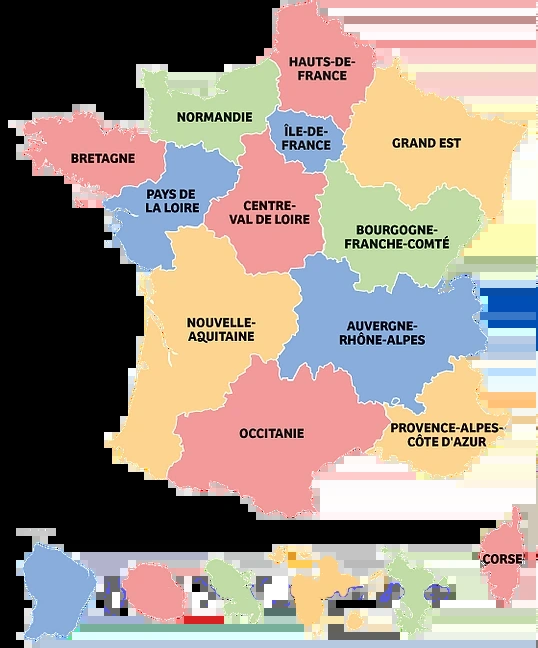 HAUTS-DE-
FRANCE
NORMANDIE
ÎLE-DE-
FRANCE
GRAND EST
BRETAGNE
PAYS DE
LA LOIRE
CENTRE-
VAL DE LOIRE
BOURGOGNE-
FRANCHE-COMTÉ
NOUVELLE-
AQUITAINE
AUVERGNE-
RHÔNE-ALPES
OCCITANIE
PROVENCE-ALPES-
CÔTE D'AZUR
CORSE